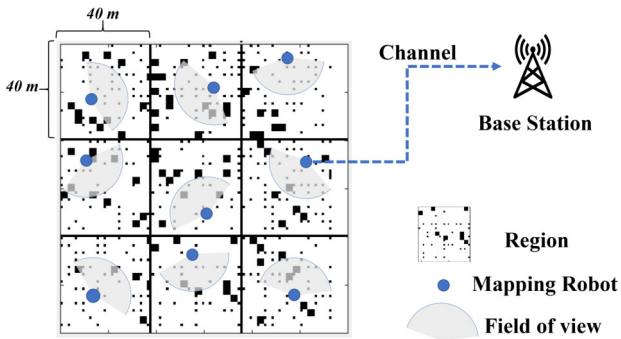 40 m
40 m
Channel
Base Station
Region
Mapping Robot
Field of view